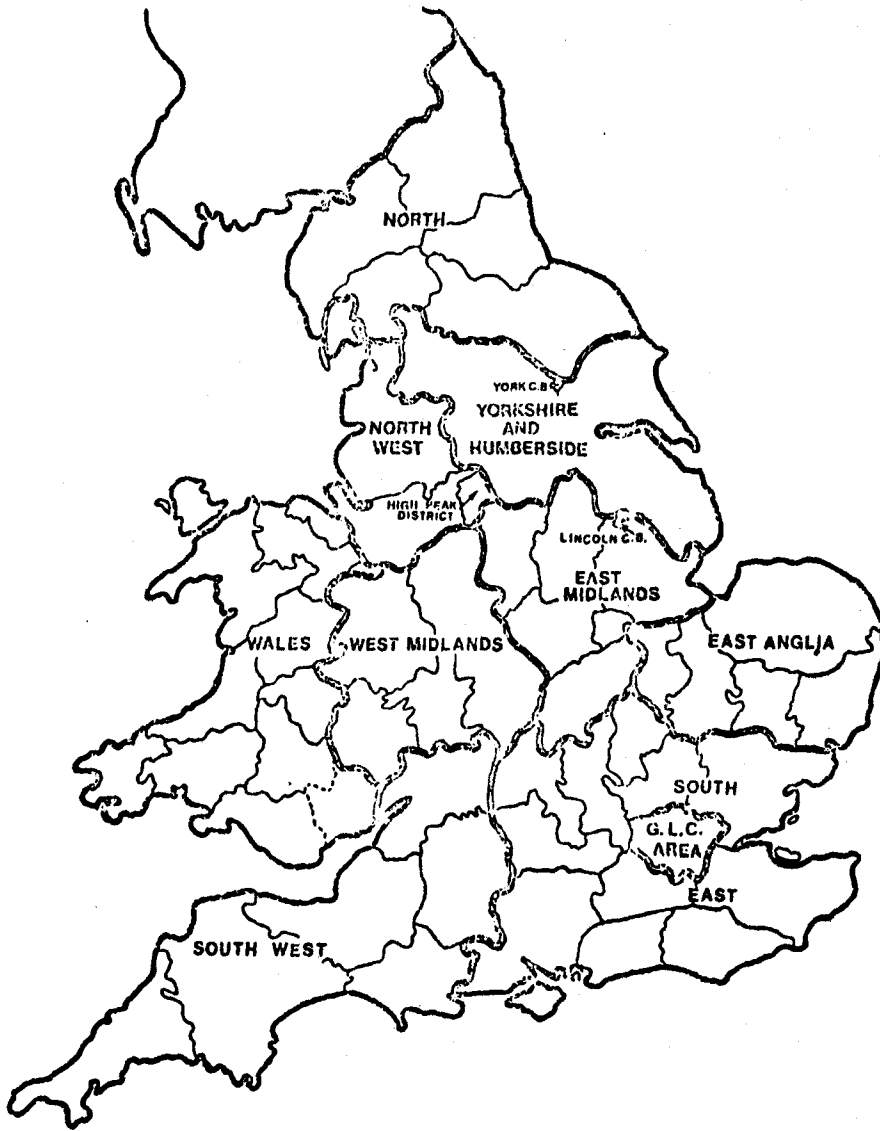 NORTH
YORK C.B.
YORKSHIRE
AND
HUMBERSIDE
NORTH
WEST
HIGH PEAK
DISTRICT
LINCOLN C.B.
EAST
MIDLANDS
WALES
WEST MIDLANDS
EAST ANGLIA
SOUTH
G.L.C.
AREA
EAST
SOUTH WEST